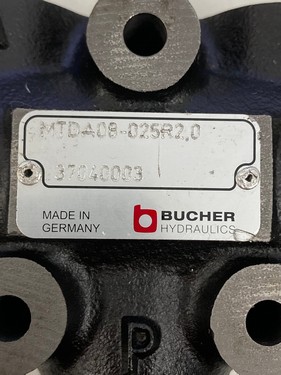 MTDA08-025R2,0
37040003
MADE IN
GERMANY
BUCHER
HYDRAULICS
P